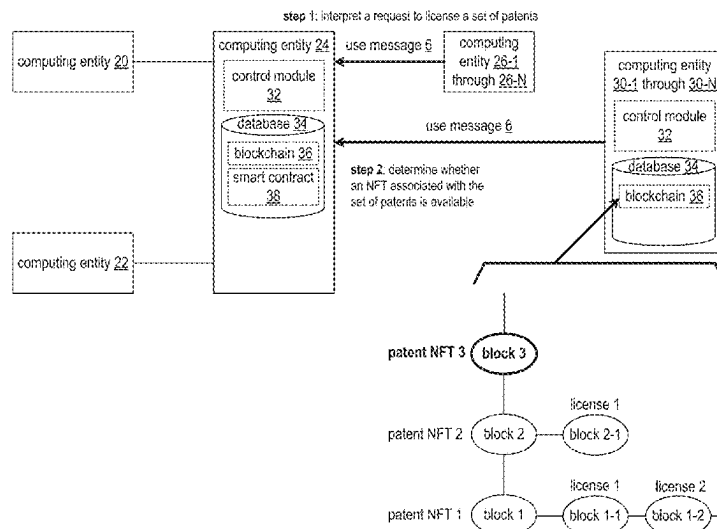 step 1: interpret a request to license a set of patents
computing entity 20
computing entity 24
control module
32
database 34
blockchain 36
smart contract
38
use message 6
computing
entity 26-1
through 26-N
use message 6
step 2: determine whether
an NFT associated with the
set of patents is available
computing entity
30-1 through 30-N
control module
32
database 34
blockchain 36
computing entity 22
patent NFT 3
block 3
license 1
patent NFT 2
block 2
block 2-1
license 1
license 2
patent NFT 1
block 1
block 1-1
block 1-2